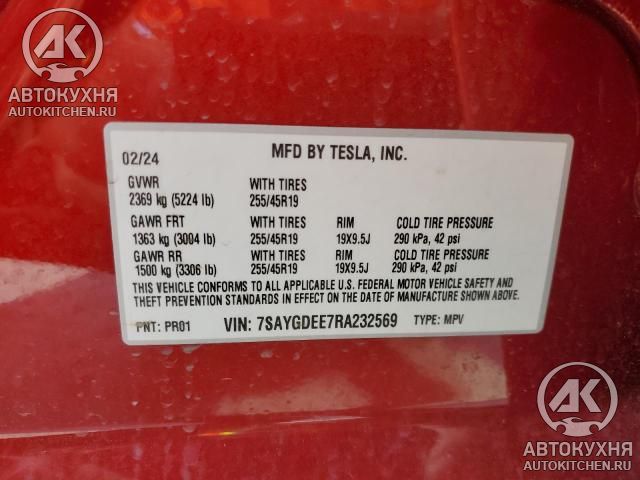 АК
АВТОКУХНЯ
AUTOKITCHEN.RU
02/24 MFD BY TESLA, INC.
GVWR WITH TIRES
2369 kg (5224 lb) 255/45R19
GAWR FRT WITH TIRES RIM COLD TIRE PRESSURE
1363 kg (3004 lb) 255/45R19 19X9.5J 290 kPa, 42 psi
GAWR RR WITH TIRES RIM COLD TIRE PRESSURE
1500 kg (3306 lb) 255/45R19 19X9.5J 290 kPa, 42 psi
THIS VEHICLE CONFORMS TO ALL APPLICABLE U.S. FEDERAL MOTOR VEHICLE SAFETY AND
THEFT PREVENTION STANDARDS IN EFFECT ON THE DATE OF MANUFACTURE SHOWN ABOVE.
PNT: PR01 VIN: 7SAYGDEE7RA232569 TYPE: MPV
АК
АВТОКУХНЯ
AUTOKITCHEN.RU